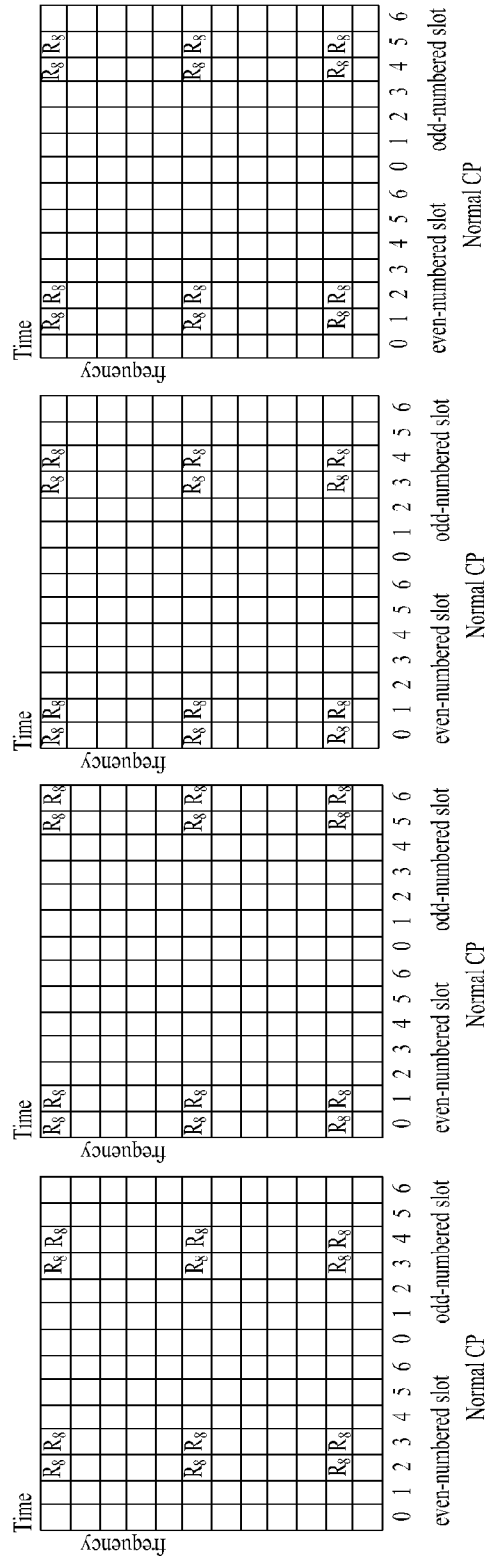 Time
frequency
R8 R8 R8 R8
R8 R8 R8 R8
R8 R8 R8 R8
0 1 2 3 4 5 6 0 1 2 3 4 5 6
even-numbered slot odd-numbered slot
Normal CP
Time
frequency
R8 R8 R8 R8
R8 R8 R8 R8
R8 R8 R8 R8
0 1 2 3 4 5 6 0 1 2 3 4 5 6
even-numbered slot odd-numbered slot
Normal CP
Time
frequency
R8 R8 R8 R8
R8 R8 R8 R8
R8 R8 R8 R8
0 1 2 3 4 5 6 0 1 2 3 4 5 6
even-numbered slot odd-numbered slot
Normal CP
Time
frequency
R8 R8 R8 R8
R8 R8 R8 R8
R8 R8 R8 R8
0 1 2 3 4 5 6 0 1 2 3 4 5 6
even-numbered slot odd-numbered slot
Normal CP